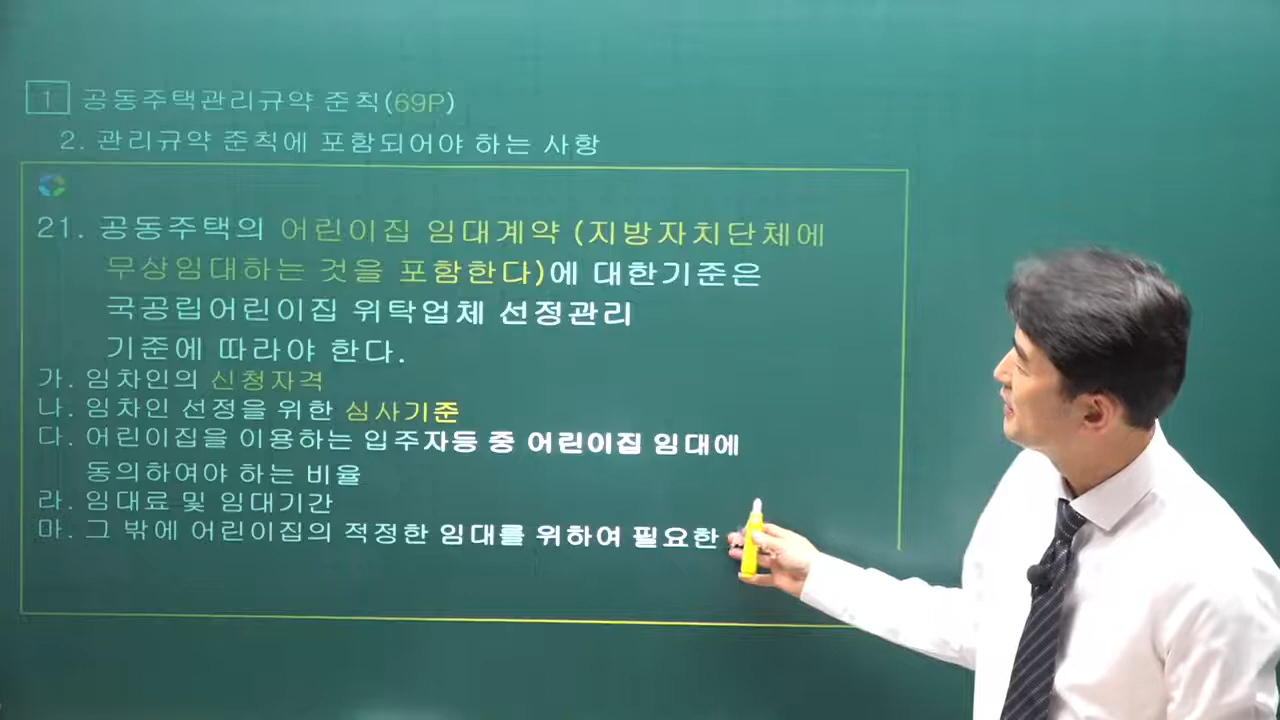 1 공동주택관리규약 준칙(69P)
2. 관리규약 준칙에 포함되어야 하는 사항
21. 공동주택의 어린이집 임대계약 (지방자치단체에
무상임대하는 것을 포함한다)에 대한기준은
국공립어린이집 위탁업체 선정관리
기준에 따라야 한다.
가. 임차인의 신청자격
나. 임차인 선정을 위한 심사기준
다. 어린이집을 이용하는 입주자등 중 어린이집 임대에
동의하여야 하는 비율
라. 임대료 및 임대기간
마. 그 밖에 어린이집의 적정한 임대를 위하여 필요한